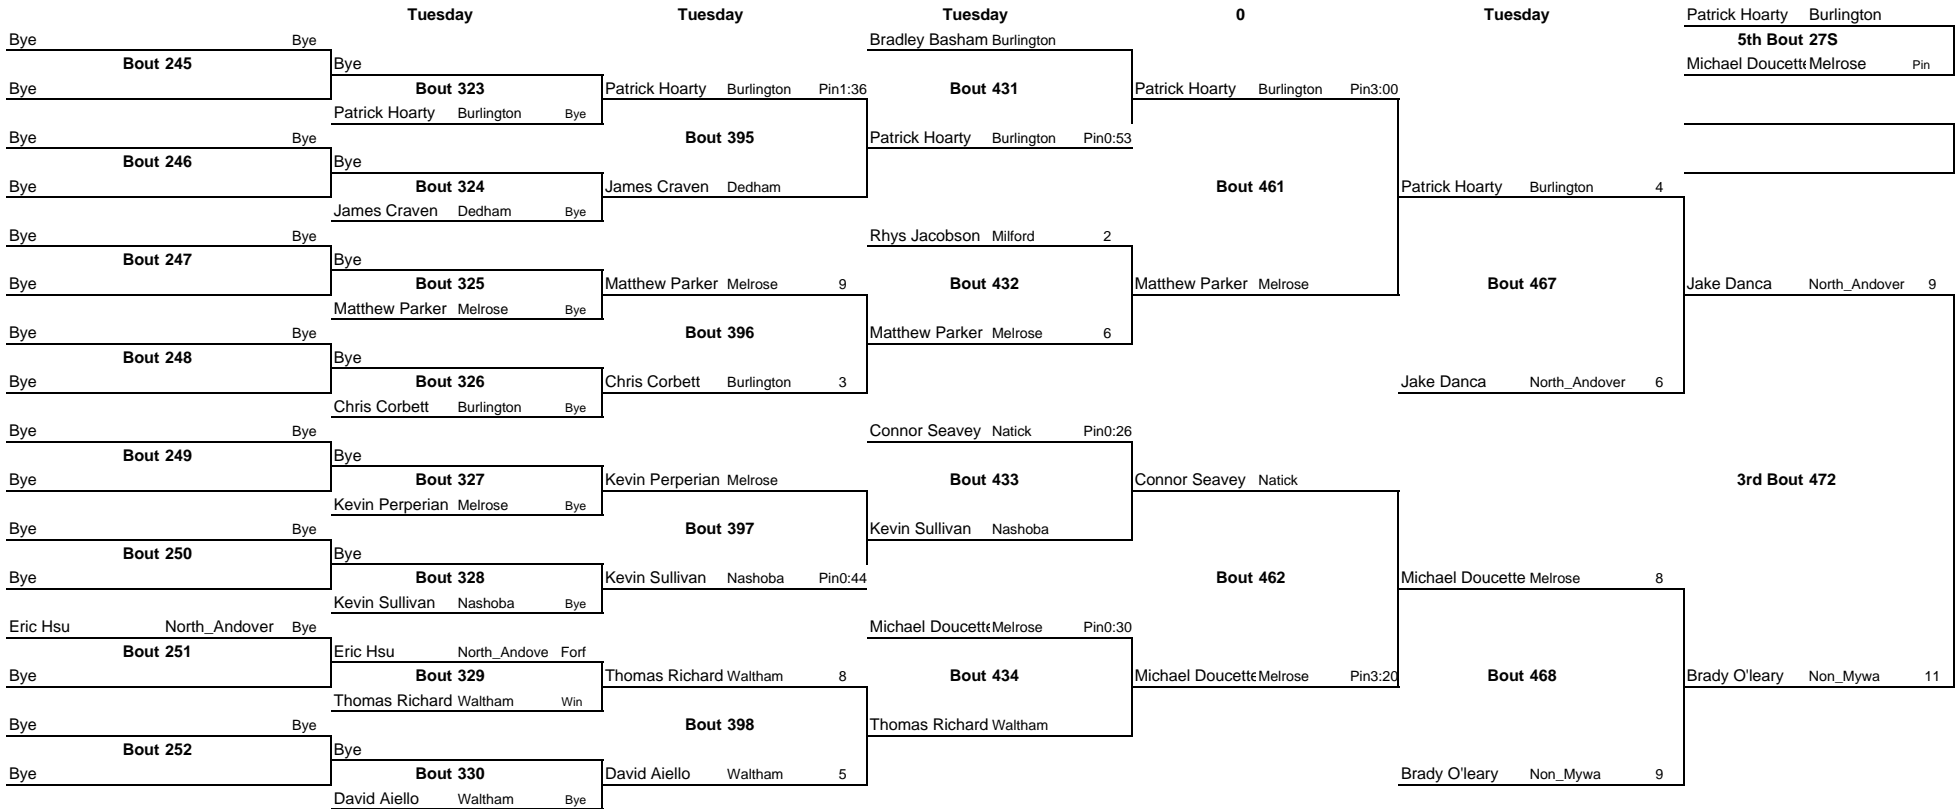 Tuesday Tuesday Tuesday 0 Tuesday Patrick Hoarty Burlington
Bye Bye Bradley Basham Burlington 5th Bout 27S
Bout 245 Bye Michael Doucette Melrose Pin
Bye Bout 323 Patrick Hoarty Burlington Pin1:36 Bout 431 Patrick Hoarty Burlington Pin3:00
Patrick Hoarty Burlington Bye
Bye Bye Bout 395 Patrick Hoarty Burlington Pin0:53
Bout 246 Bye
Bye Bout 324 James Craven Dedham Bout 461 Patrick Hoarty Burlington 4
James Craven Dedham Bye
Bye Bye Rhys Jacobson Milford 2
Bout 247 Bye
Bye Bout 325 Matthew Parker Melrose 9 Bout 432 Matthew Parker Melrose Bout 467 Jake Danca North_Andover 9
Matthew Parker Melrose Bye
Bye Bye Bout 396 Matthew Parker Melrose 6
Bout 248 Bye
Bye Bout 326 Chris Corbett Burlington 3 Jake Danca North_Andover 6
Chris Corbett Burlington Bye
Bye Bye Connor Seavey Natick Pin0:26
Bout 249 Bye
Bye Bout 327 Kevin Perperian Melrose Bout 433 Connor Seavey Natick 3rd Bout 472
Kevin Perperian Melrose Bye
Bye Bye Bout 397 Kevin Sullivan Nashoba
Bout 250 Bye
Bye Bout 328 Kevin Sullivan Nashoba Pin0:44 Bout 462 Michael Doucette Melrose 8
Kevin Sullivan Nashoba Bye
Eric Hsu North_Andover Bye Michael Doucette Melrose Pin0:30
Bout 251 Eric Hsu North_Andove Forf
Bye Bout 329 Thomas Richard Waltham 8 Bout 434 Michael Doucette Melrose Pin3:20 Bout 468 Brady O'leary Non_Mywa 11
Thomas Richard Waltham Win
Bye Bye Bout 398 Thomas Richard Waltham
Bout 252 Bye
Bye Bout 330 David Aiello Waltham 5 Brady O'leary Non_Mywa 9
David Aiello Waltham Bye